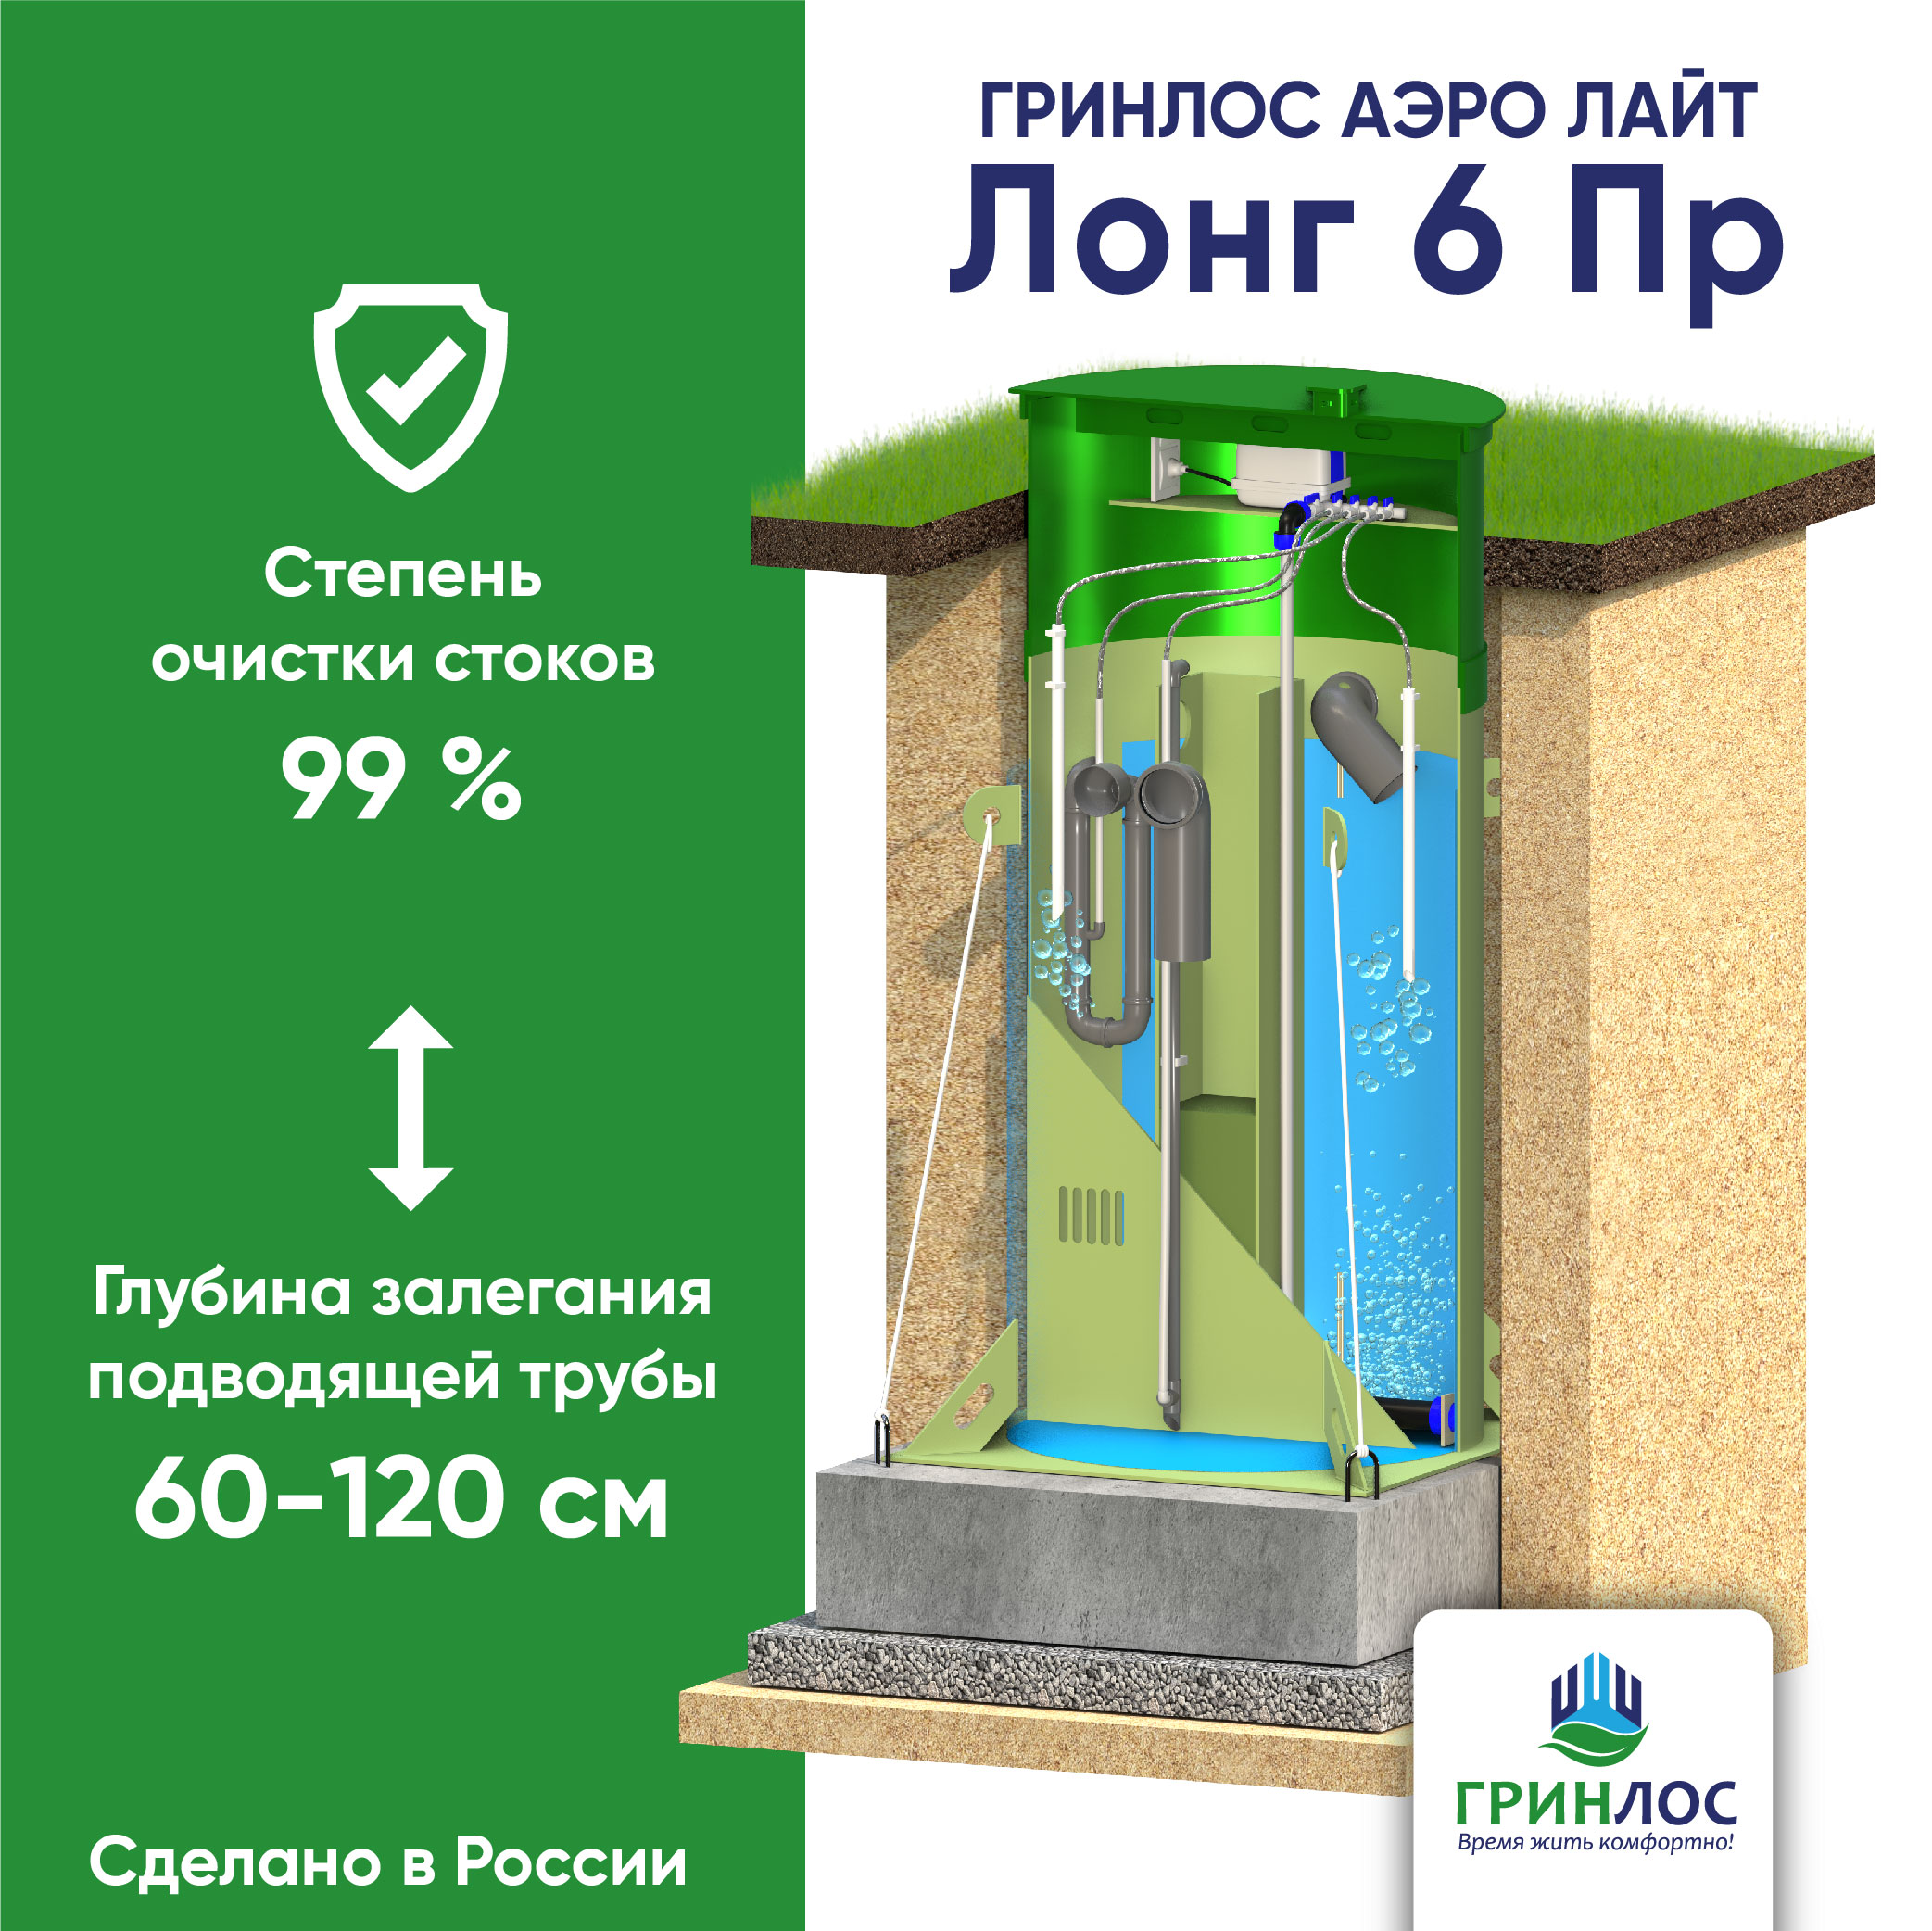 ГРИНЛОС АЭРО ЛАЙТ
Лонг 6 Пр
Степень
очистки стоков
99 %
Глубина залегания
подводящей трубы
60-120 см
Сделано в России
ГРИНЛОС
Время жить комфортно!